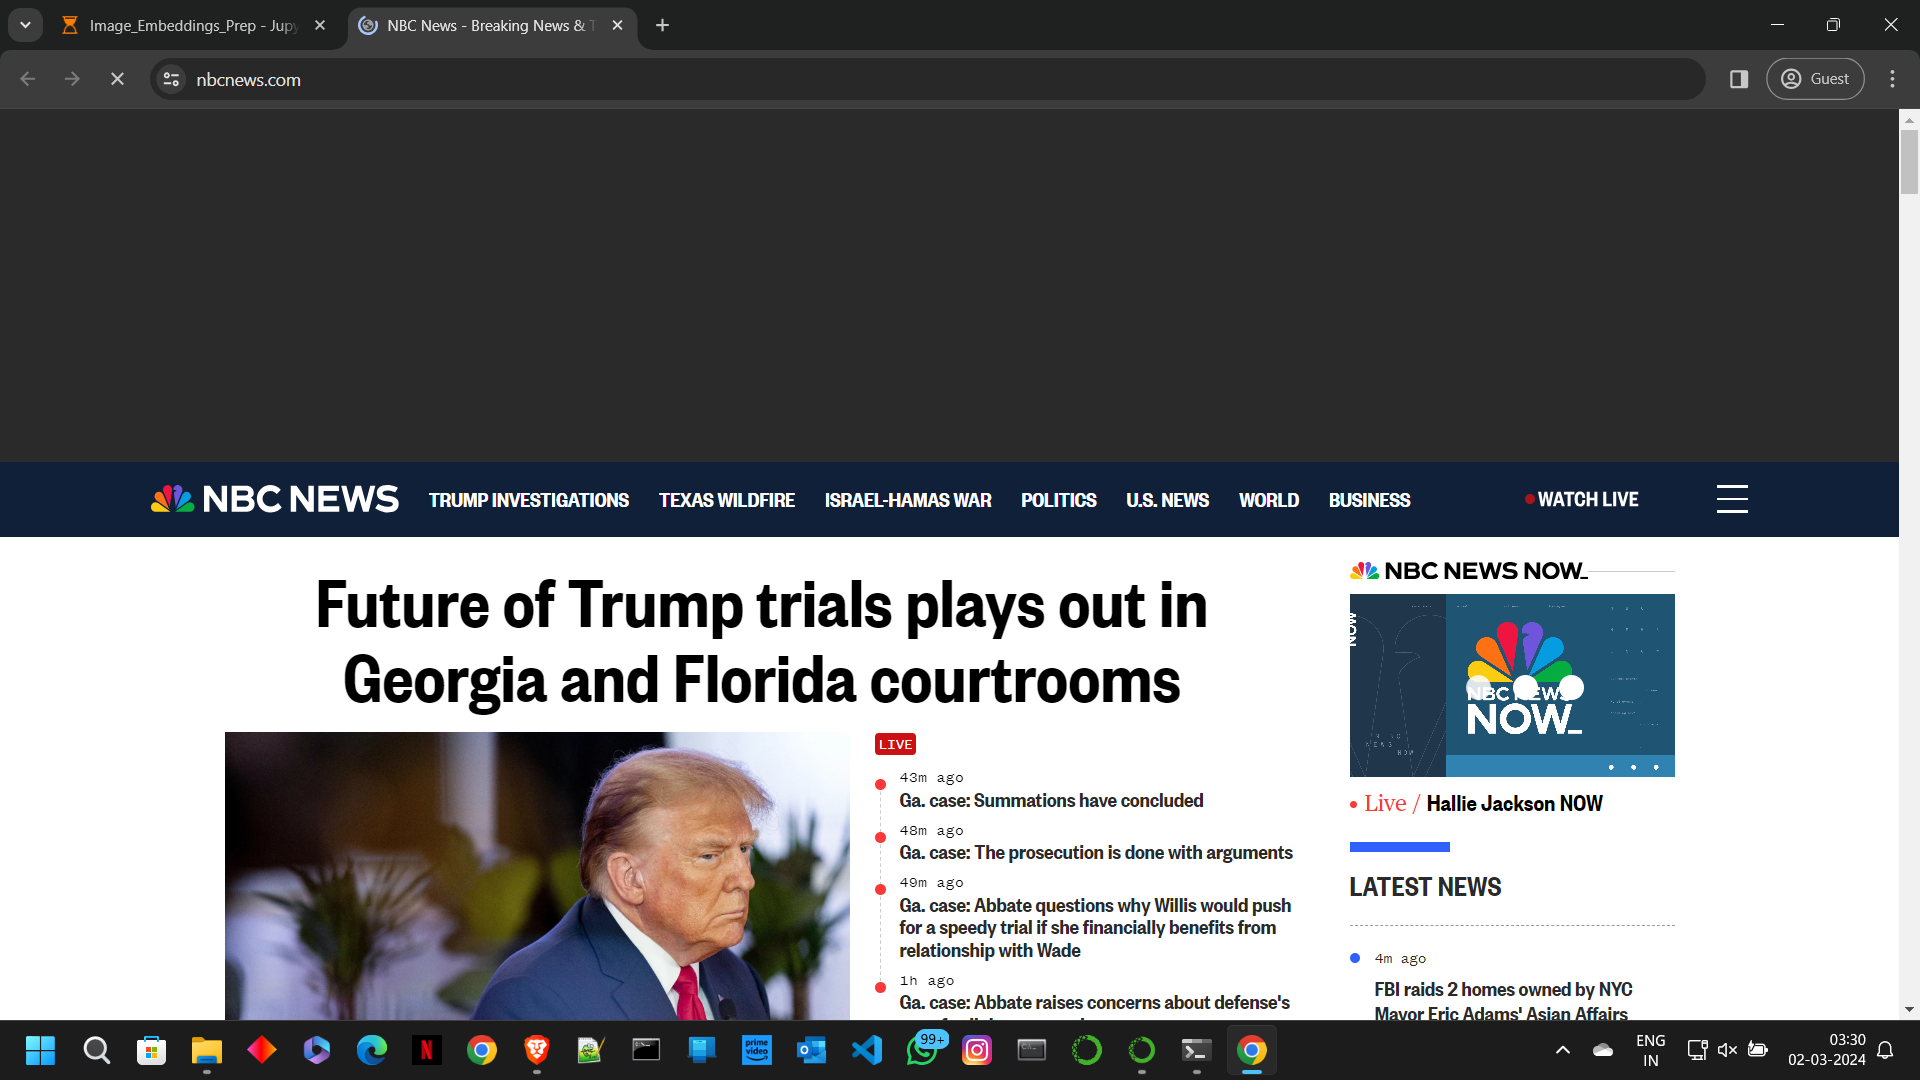 Image_Embeddings_Prep - Jupy
NBC News - Breaking News & T
nbcnews.com
Guest
NBC NEWS
TRUMP INVESTIGATIONS
TEXAS WILDFIRE
ISRAEL-HAMAS WAR
POLITICS
U.S. NEWS
WORLD
BUSINESS
WATCH LIVE
Future of Trump trials plays out in
Georgia and Florida courtrooms
LIVE
43m ago
Ga. case: Summations have concluded
48m ago
Ga. case: The prosecution is done with arguments
49m ago
Ga. case: Abbate questions why Willis would push
for a speedy trial if she financially benefits from
relationship with Wade
1h ago
Ga. case: Abbate raises concerns about defense's
NBC NEWS NOW_
NOW
NBC NEWS
NOW_
Live / Hallie Jackson NOW
LATEST NEWS
4m ago
FBI raids 2 homes owned by NYC
Mayor Eric Adams' Asian Affairs
N
prime
video
99+
ENG
IN
03:30
02-03-2024